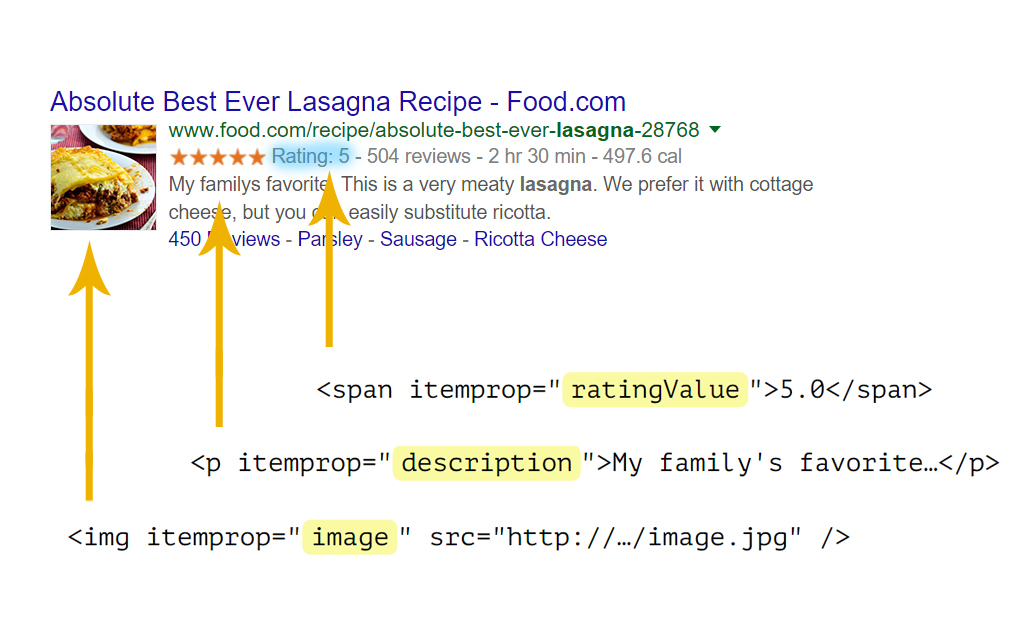 Absolute Best Ever Lasagna Recipe - Food.com
www.food.com/recipe/absolute-best-ever-lasagna-28768
Rating: 5 - 504 reviews - 2 hr 30 min - 497.6 cal
My familys favorite. This is a very meaty lasagna. We prefer it with cottage
cheese, but you can easily substitute ricotta.
450 Reviews - Parsley - Sausage - Ricotta Cheese
<span itemprop="ratingValue">5.0</span>
<p itemprop="description">My family's favorite…</p>
<img itemprop="image" src="http://…/image.jpg" />